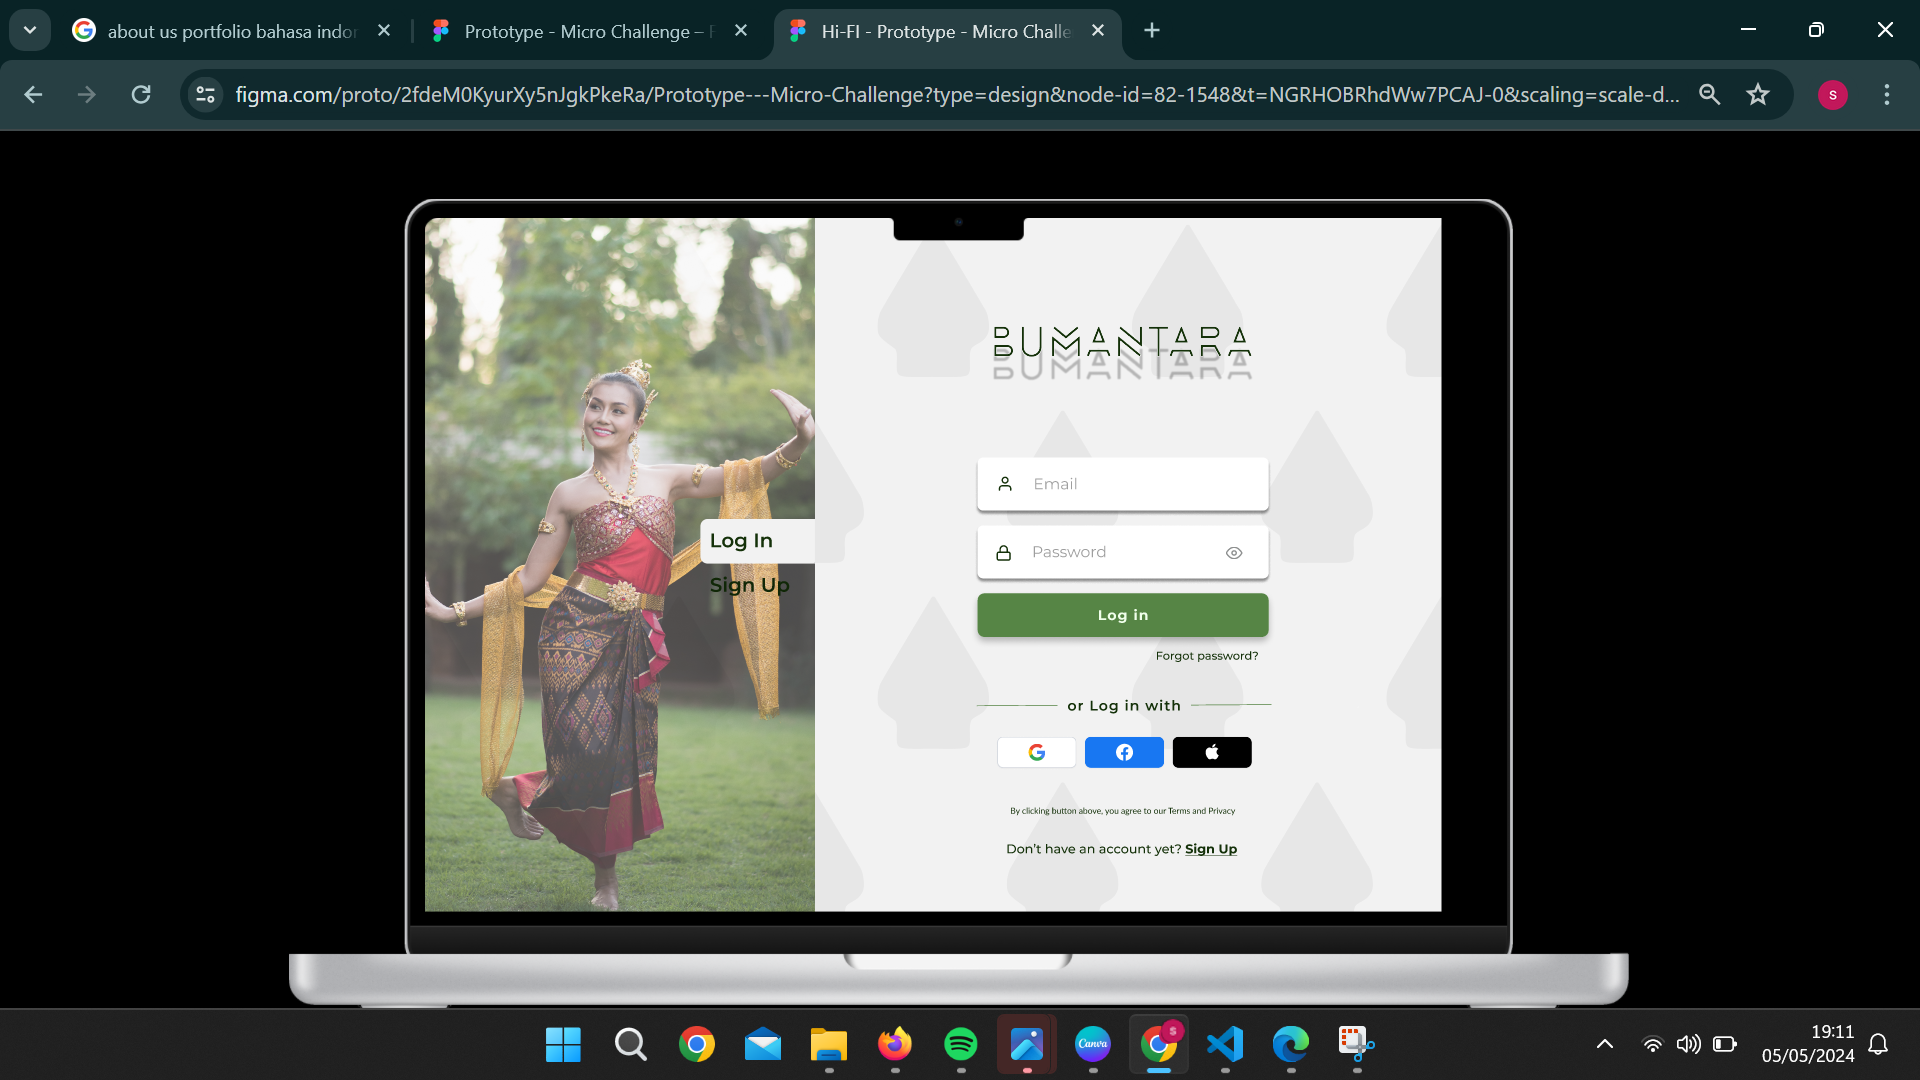 about us portfolio bahasa indor
Prototype - Micro Challenge –
Hi-FI - Prototype - Micro Challe
figma.com/proto/2fdeM0KyurXy5nJgkPkeRa/Prototype---Micro-Challenge?type=design&node-id=82-1548&t=NGRHOBRhdWw7PCAJ-0&scaling=scale-d...
S
BUMANTARA
BUMANTARA
Email
Log In
Password
Sign Up
Log in
Forgot password?
or Log in with
By clicking button above, you agree to our Terms and Privacy
Don't have an account yet? Sign Up
Canva
S
19:11
05/05/2024